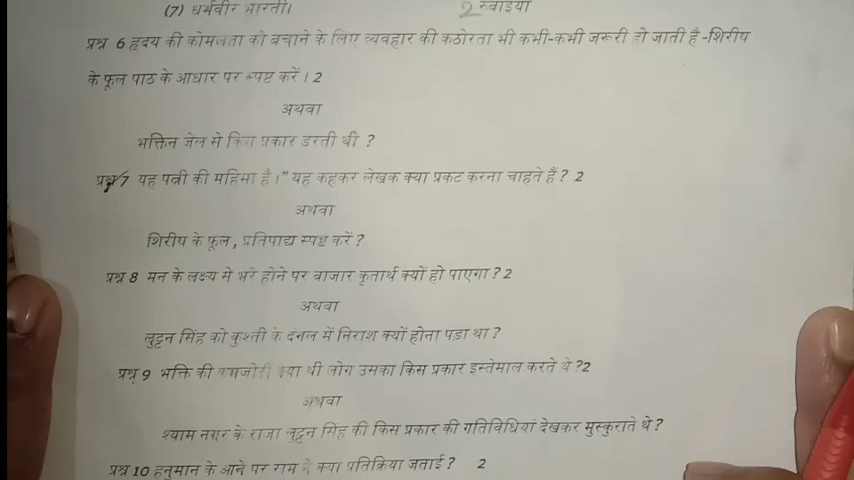 (7) धर्मवीर भारती। 2 रुबाइयां
प्रश्न 6 हृदय की कोमलता को बचाने के लिए व्यवहार की कठोरता भी कभी-कभी जरूरी हो जाती है -शिरीष
के फूल पाठ के आधार पर स्पष्ट करें । 2
अथवा
भक्तिन जेल से किस प्रकार डरती थी ?
प्रश्न 7 यह पत्नी की महिमा है।" यह कहकर लेखक क्या प्रकट करना चाहते हैं? 2
अथवा
शिरीष के फूल, प्रतिपाद्य स्पष्ट करें ?
प्रश्न 8 मन के लक्ष्य से भरे होने पर बाजार कृतार्थ क्यों हो पाएगा ? 2
अथवा
लुट्टन सिंह को कुश्ती के दंगल में निराश क्यों होना पड़ा था ?
प्रश्न 9 भक्ति की कमजोरी क्या थी लोग उसका किस प्रकार इस्तेमाल करते थे ?2
अथवा
श्याम नगर के राजा लुट्टन सिंह की किस प्रकार की गतिविधियां देखकर मुस्कुराते थे ?
प्रश्न 10 हनुमान के आने पर राम ने क्या प्रतिक्रिया जताई ? 2